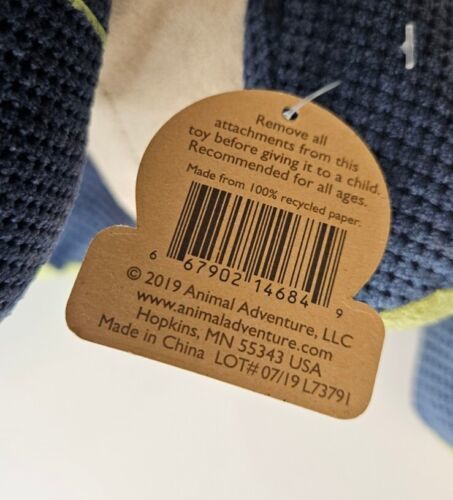 Remove all
attachments from this
toy before giving it to a child.
Recommended for all ages.
Made from 100% recycled paper.
6 67902 14684 9
© 2019 Animal Adventure, LLC
www.animaladventure.com
Hopkins, MN 55343 USA
Made in China LOT# 07/19 L73791